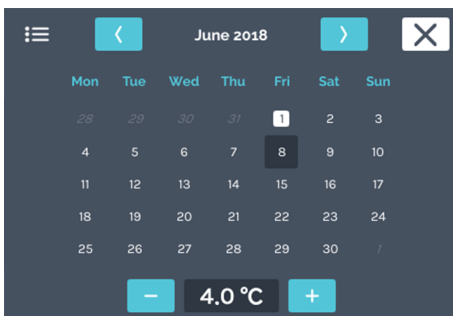 June 2018
Mon Tue Wed Thu Fri Sat Sun
28 29 30 31 1 2 3
4 5 6 7 8 9 10
11 12 13 14 15 16 17
18 19 20 21 22 23 24
25 26 27 28 29 30 1
4.0 °C